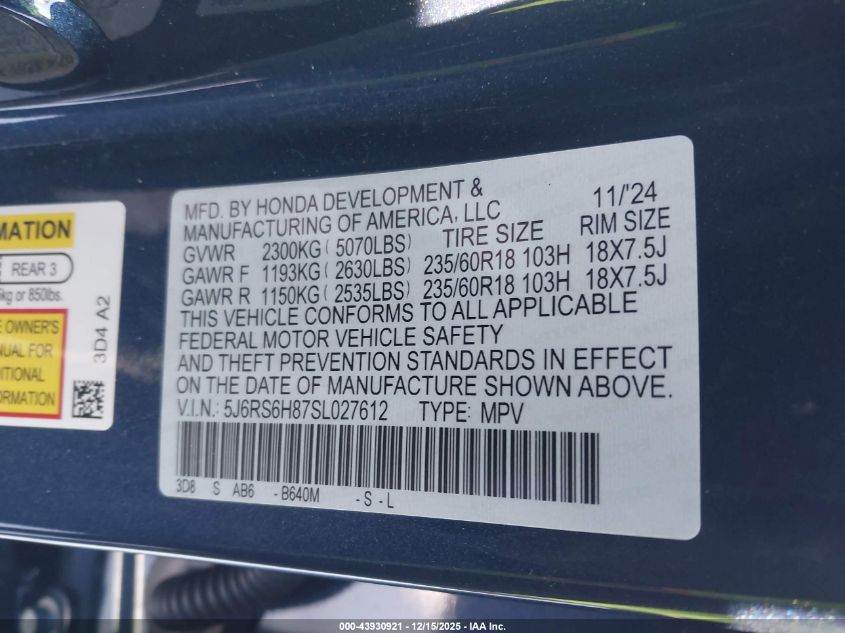 MATION
REAR 3
kg or 850lbs.
E OWNER'S
NUAL FOR
DITIONAL
ORMATION
3D4 A2
MFD. BY HONDA DEVELOPMENT & 11/'24
MANUFACTURING OF AMERICA, LLC
TIRE SIZE RIM SIZE
GVWR 2300KG ( 5070LBS)
GAWR F 1193KG ( 2630LBS) 235/60R18 103H 18X7.5J
GAWR R 1150KG ( 2535LBS) 235/60R18 103H 18X7.5J
THIS VEHICLE CONFORMS TO ALL APPLICABLE
FEDERAL MOTOR VEHICLE SAFETY
AND THEFT PREVENTION STANDARDS IN EFFECT
ON THE DATE OF MANUFACTURE SHOWN ABOVE.
V.I.N.: 5J6RS6H87SL027612 TYPE: MPV
3D8 S AB6 - B640M - S - L
000-43930921 - 12/15/2025 - IAA Inc.